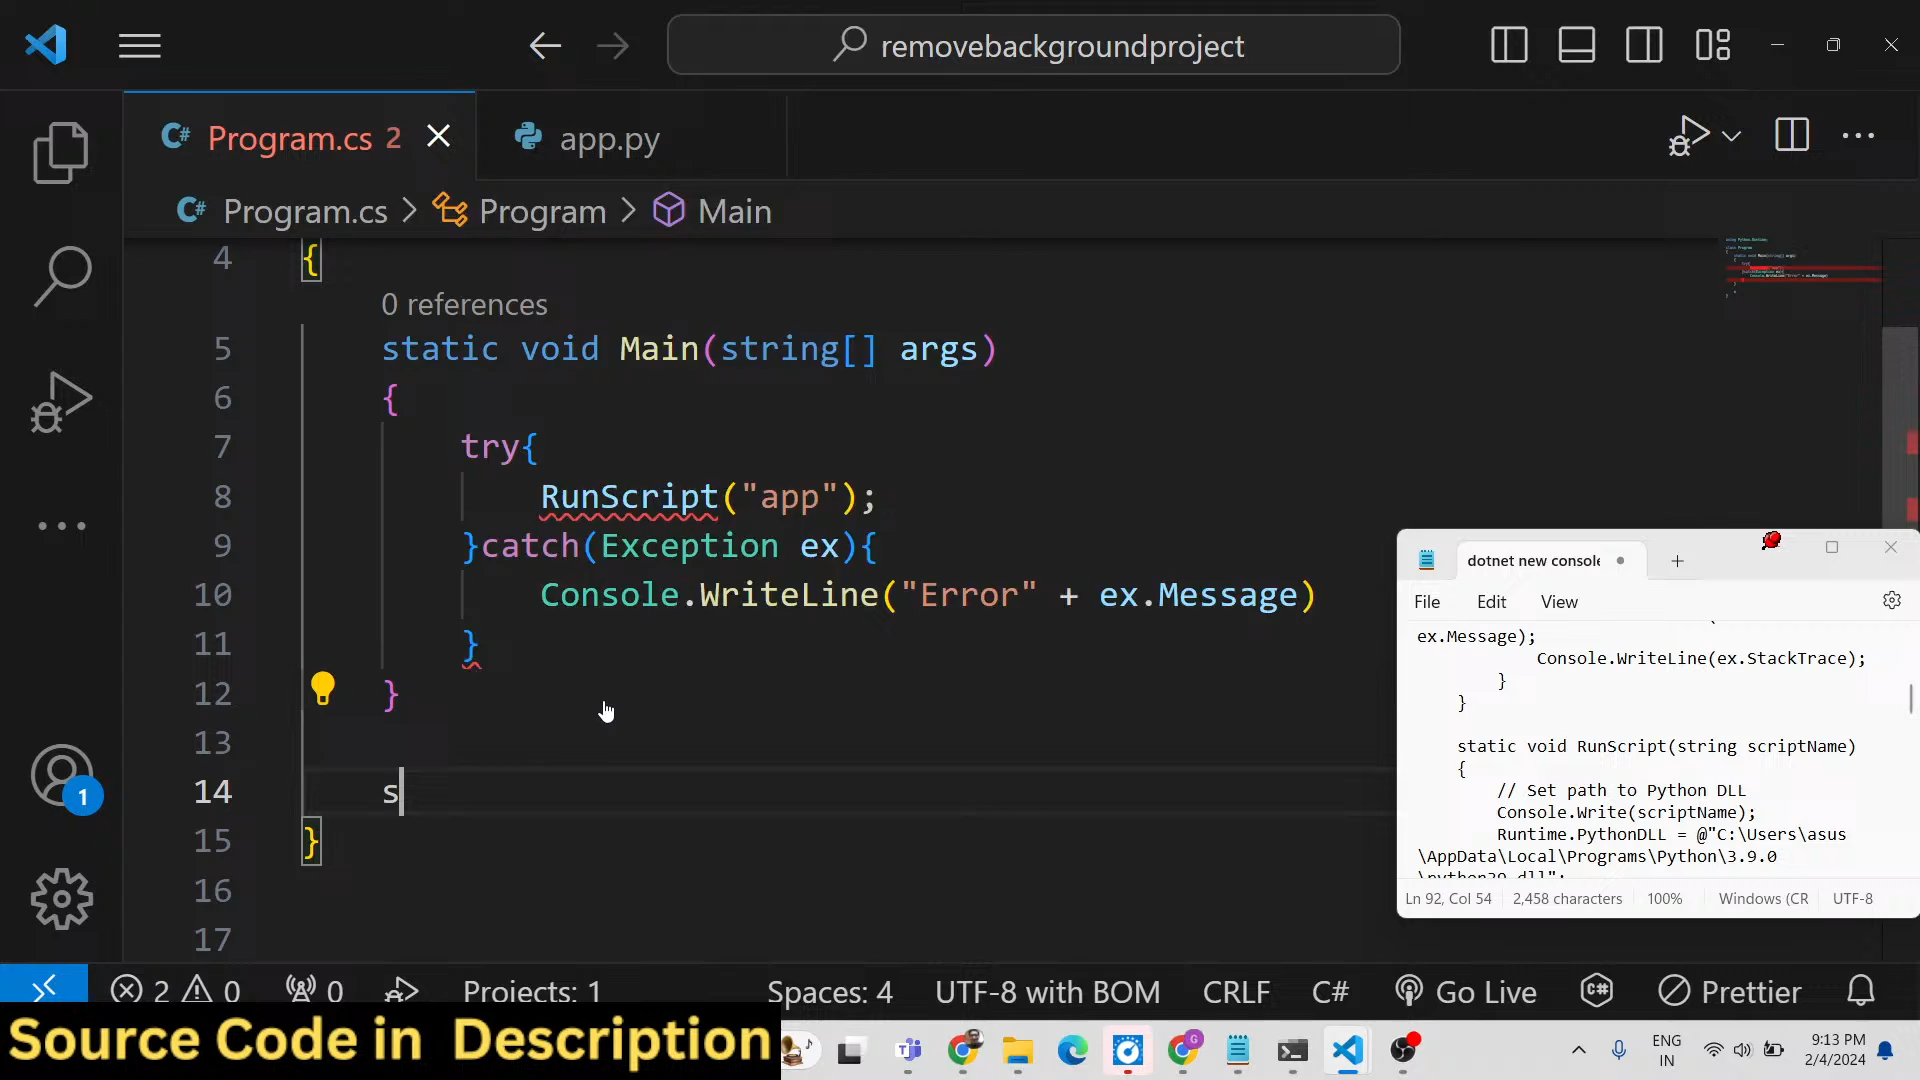 removebackgroundproject
Program.cs 2
app.py
Program.cs > Program > Main
4 {
0 references
5 static void Main(string[] args)
6 {
7 try{
8 RunScript("app");
9 }catch(Exception ex){
10 Console.WriteLine("Error" + ex.Message)
11 }
12 }
13
14 s
15 }
16
17
dotnet new console
File Edit View
ex.Message);
Console.WriteLine(ex.StackTrace);
}
}
static void RunScript(string scriptName)
{
// Set path to Python DLL
Console.Write(scriptName);
Runtime.PythonDLL = @"C:\Users\asus
\AppData\Local\Programs\Python\3.9.0
\python39.dll";
Ln 92, Col 54 2,458 characters 100% Windows (CR UTF-8
1
2 0 0 Projects: 1 Spaces: 4 UTF-8 with BOM CRLF C# Go Live Prettier
Source Code in Description
ENG
IN
9:13 PM
2/4/2024